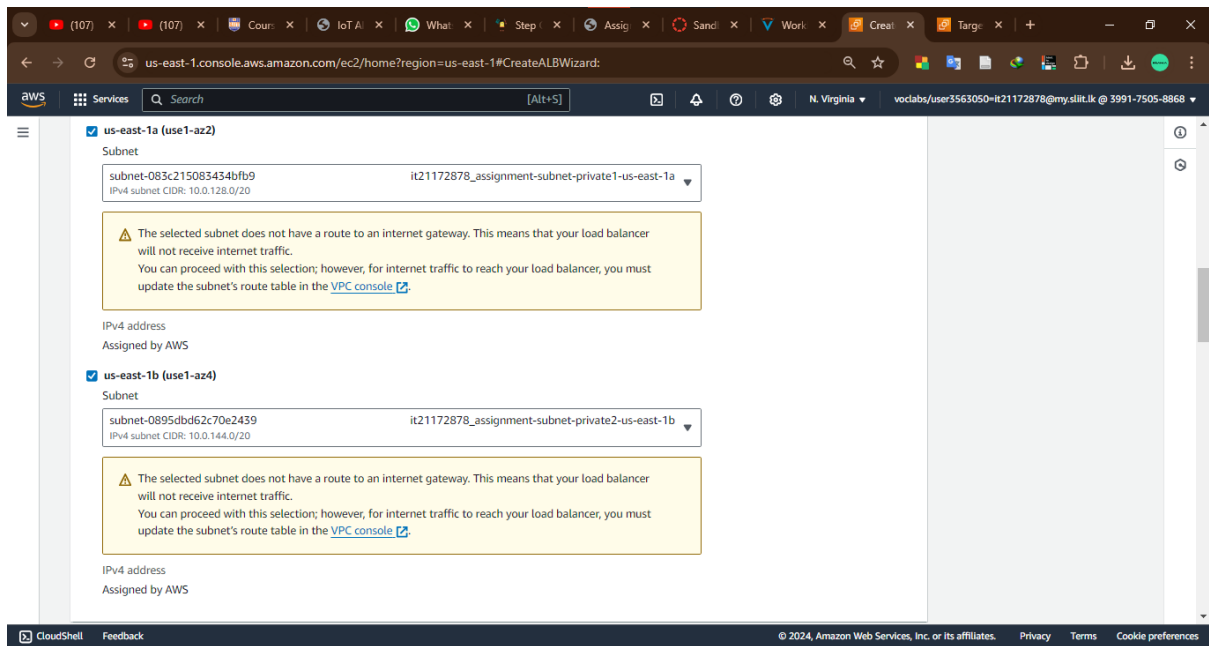 (107) (107) Cours IoT Al What: Step ( Assig Sandl Work Creat Targe
us-east-1.console.aws.amazon.com/ec2/home?region=us-east-1#CreateALBWizard:
aws Services Search [Alt+S] N. Virginia voclabs/user3563050=it21172878@my.sliit.lk @ 3991-7505-8868
us-east-1a (use1-az2)
Subnet
subnet-083c215083434bfb9 it21172878_assignment-subnet-private1-us-east-1a
IPv4 subnet CIDR: 10.0.128.0/20
The selected subnet does not have a route to an internet gateway. This means that your load balancer
will not receive internet traffic.
You can proceed with this selection; however, for internet traffic to reach your load balancer, you must
update the subnet's route table in the VPC console.
IPv4 address
Assigned by AWS
us-east-1b (use1-az4)
Subnet
subnet-0895dbd62c70e2439 it21172878_assignment-subnet-private2-us-east-1b
IPv4 subnet CIDR: 10.0.144.0/20
The selected subnet does not have a route to an internet gateway. This means that your load balancer
will not receive internet traffic.
You can proceed with this selection; however, for internet traffic to reach your load balancer, you must
update the subnet's route table in the VPC console.
IPv4 address
Assigned by AWS
CloudShell Feedback © 2024, Amazon Web Services, Inc. or its affiliates. Privacy Terms Cookie preferences